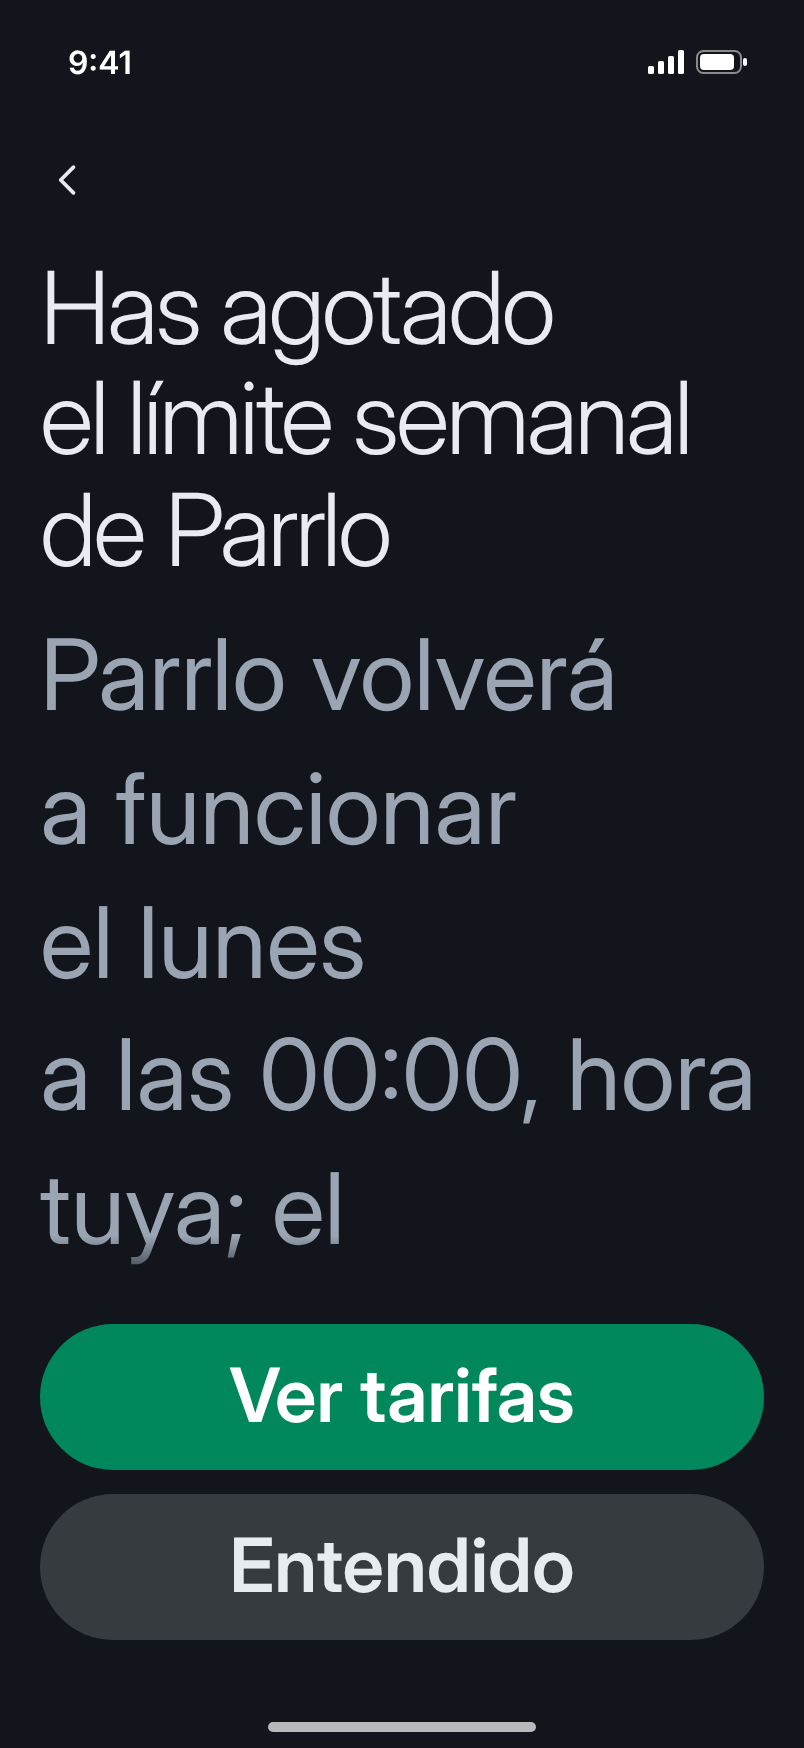 9:41
Has agotado
el límite semanal
de Parrlo
Parrlo volverá
a funcionar
el lunes
a las 00:00, hora
tuya; el
Ver tarifas
Entendido